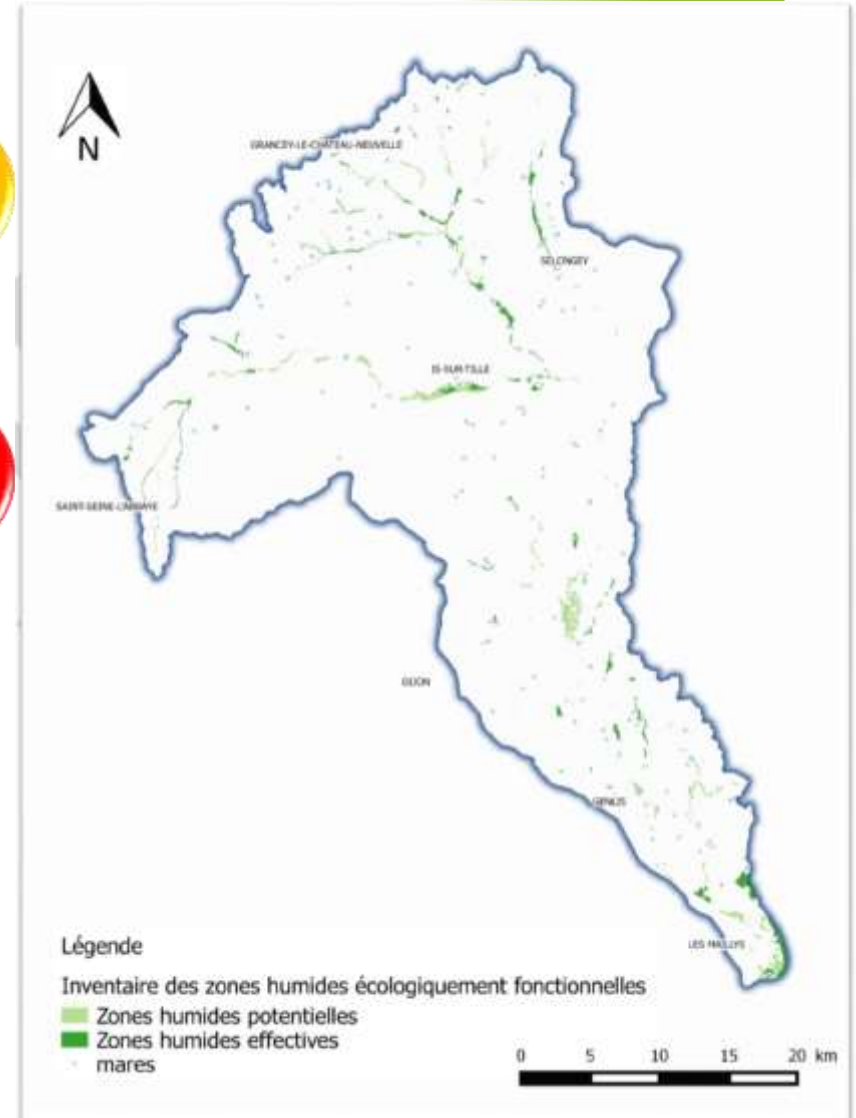 N
GRANCEY-LE-CHATEAU-NEUVELLE
SELONGEY
IS-SUR-TILLE
SAINT-SEINE-L'ABBAYE
DIJON
GENLIS
LES MAILLYS
Légende
Inventaire des zones humides écologiquement fonctionnelles
Zones humides potentielles
Zones humides effectives
mares
0 5 10 15 20 km